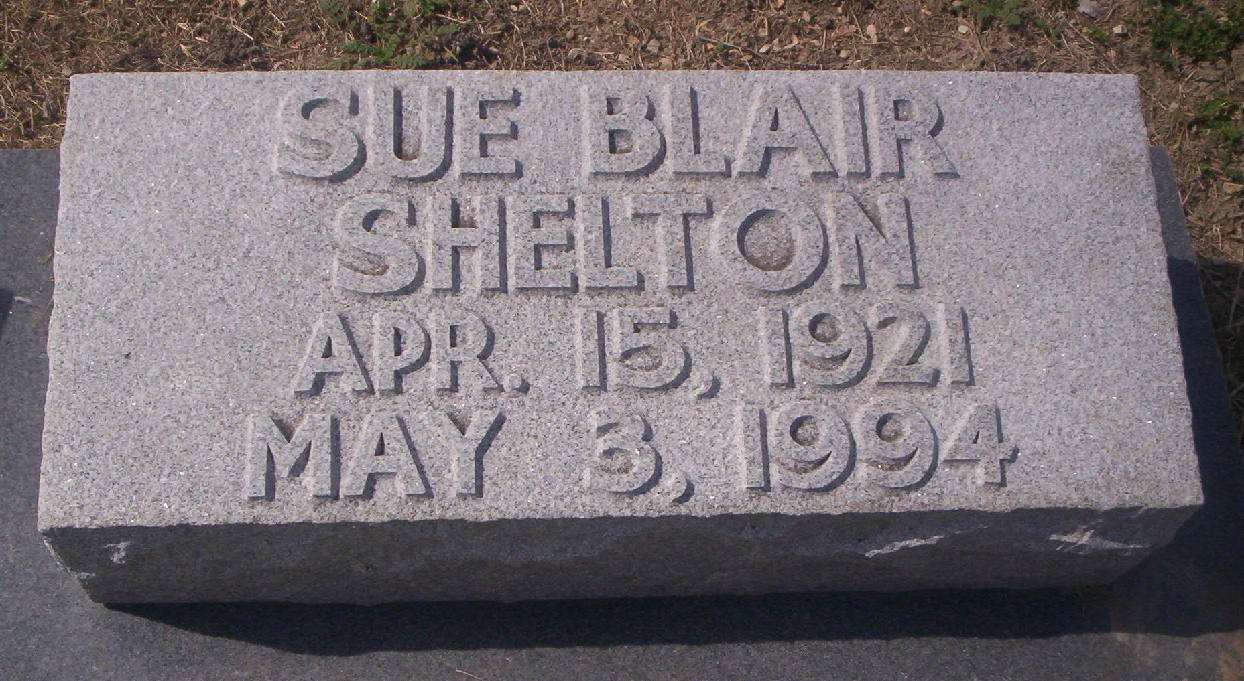 SUE BLAIR
SHELTON
APR. 15, 1921
MAY 3, 1994